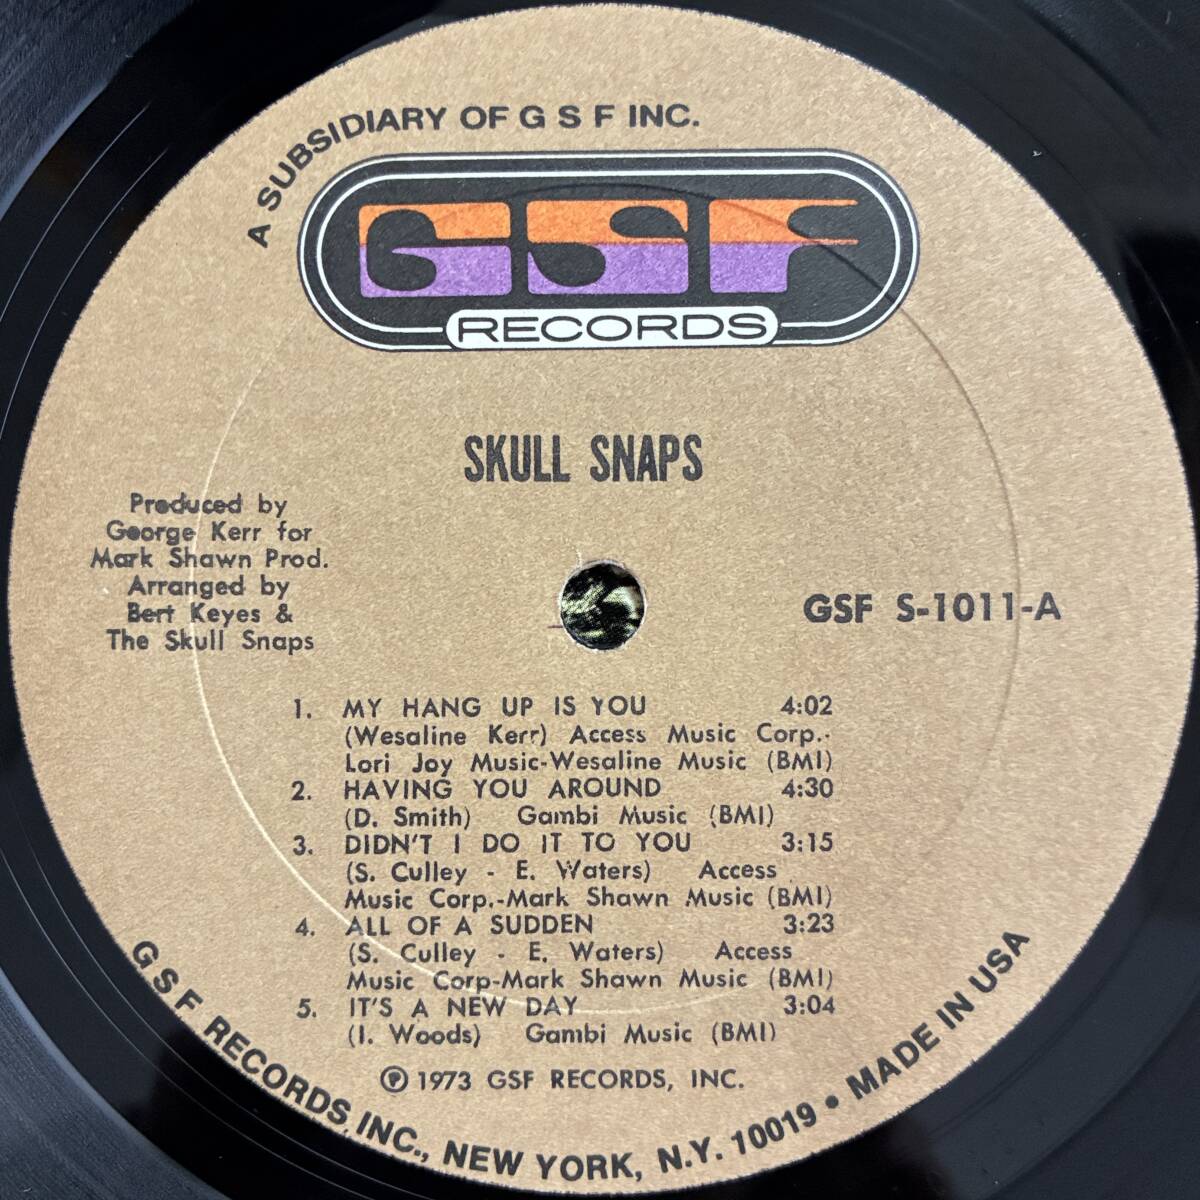 A SUBSIDIARY OF G S F INC.
GSF
RECORDS
SKULL SNAPS
Produced by
George Kerr for
Mark Shawn Prod.
Arranged by
Bert Keyes &
The Skull Snaps
GSF S-1011-A
1. MY HANG UP IS YOU 4:02
(Wesaline Kerr) Access Music Corp.-
Lori Joy Music-Wesaline Music (BMI)
2. HAVING YOU AROUND 4:30
(D. Smith) Gambi Music (BMI)
3. DIDN'T I DO IT TO YOU 3:15
(S. Culley - E. Waters) Access
Music Corp.-Mark Shawn Music (BMI)
4. ALL OF A SUDDEN 3:23
(S. Culley - E. Waters) Access
Music Corp-Mark Shawn Music (BMI)
5. IT'S A NEW DAY 3:04
(I. Woods) Gambi Music (BMI)
℗ 1973 GSF RECORDS, INC.
G S F RECORDS INC., NEW YORK, N.Y. 10019 • MADE IN USA